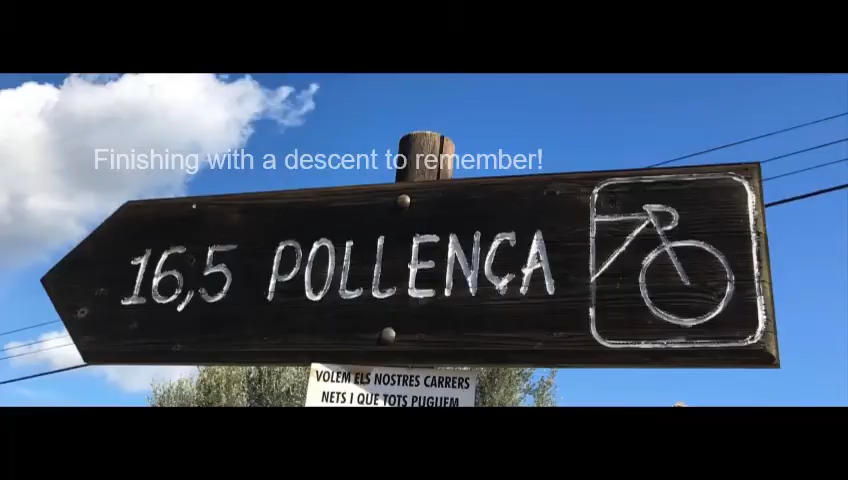 Finishing with a descent to remember!
16,5 POLLENÇA
VOLEM ELS NOSTRES CARRERS
NETS I QUE TOTS PUGUEM